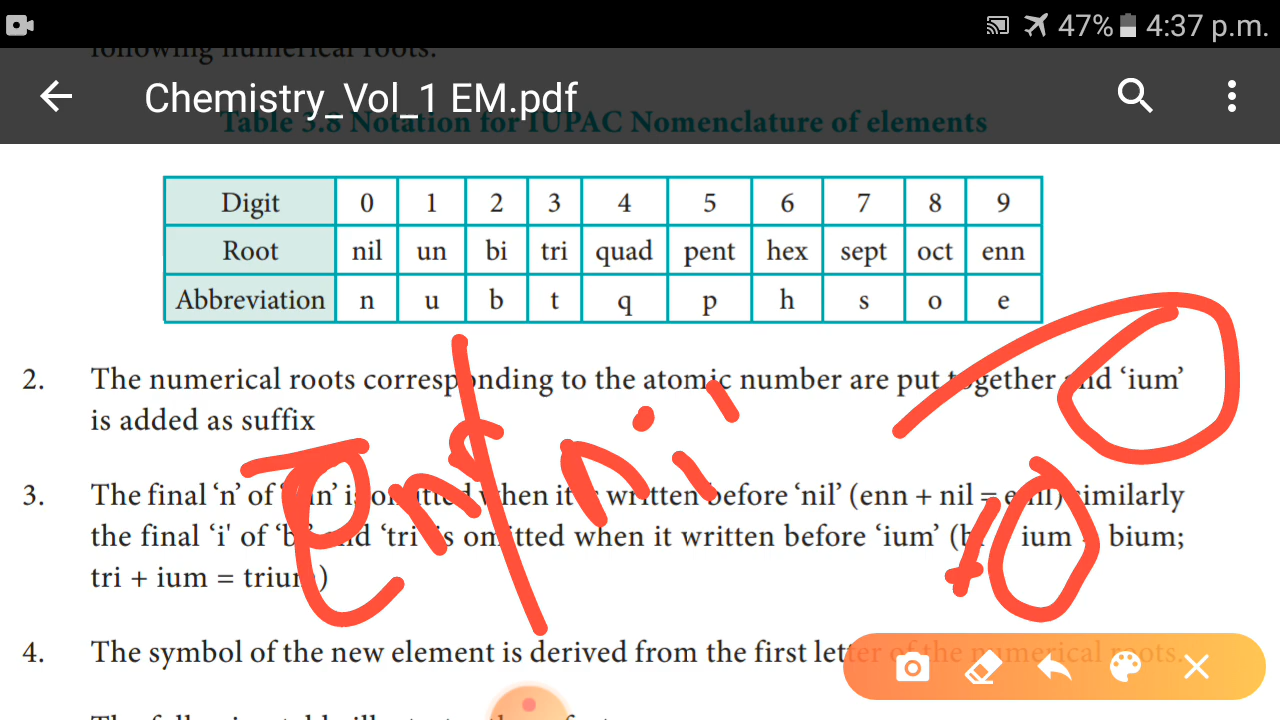 47% 4:37 p.m.
following numerical roots:
Chemistry_Vol_1 EM.pdf
Table 3.8 Notation for IUPAC Nomenclature of elements
Digit 0 1 2 3 4 5 6 7 8 9
Root nil un bi tri quad pent hex sept oct enn
Abbreviation n u b t q p h s o e
2. The numerical roots corresponding to the atomic number are put together and ‘ium’
is added as suffix
3. The final ‘n’ of ‘enn’ is omitted when it is written before ‘nil’ (enn + nil = ennil) similarly
the final ‘i' of ‘bi’ and ‘tri’ is omitted when it written before ‘ium’ (bi + ium = bium;
tri + ium = trium)
4. The symbol of the new element is derived from the first letter of the numerical roots.